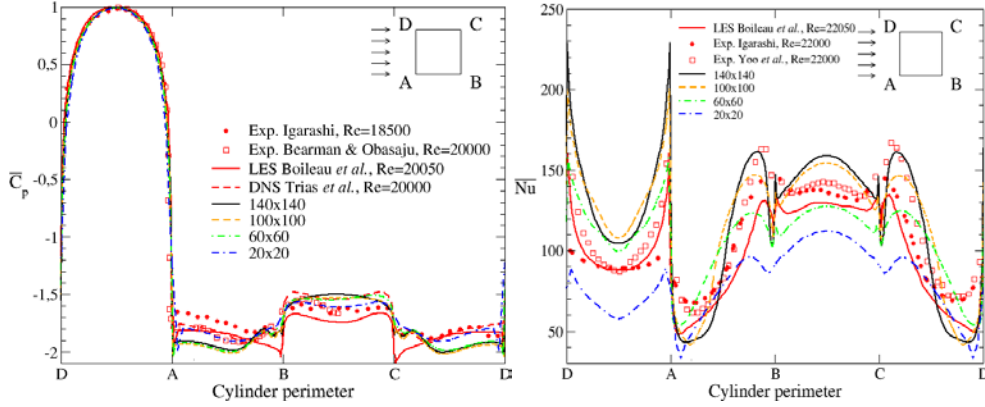 1
0,5
0
-0,5
-1
-1.5
-2
C̄p
D A B C D
Cylinder perimeter
D C
A B
Exp. Igarashi, Re=18500
Exp. Bearman & Obasaju, Re=20000
LES Boileau et al., Re=20050
DNS Trias et al., Re=20000
140x140
100x100
60x60
20x20
250
200
150
100
50
N̄u
D A B C D
Cylinder perimeter
D C
A B
LES Boileau et al., Re=22050
Exp. Igarashi, Re=22000
Exp. Yoo et al., Re=22000
140x140
100x100
60x60
20x20